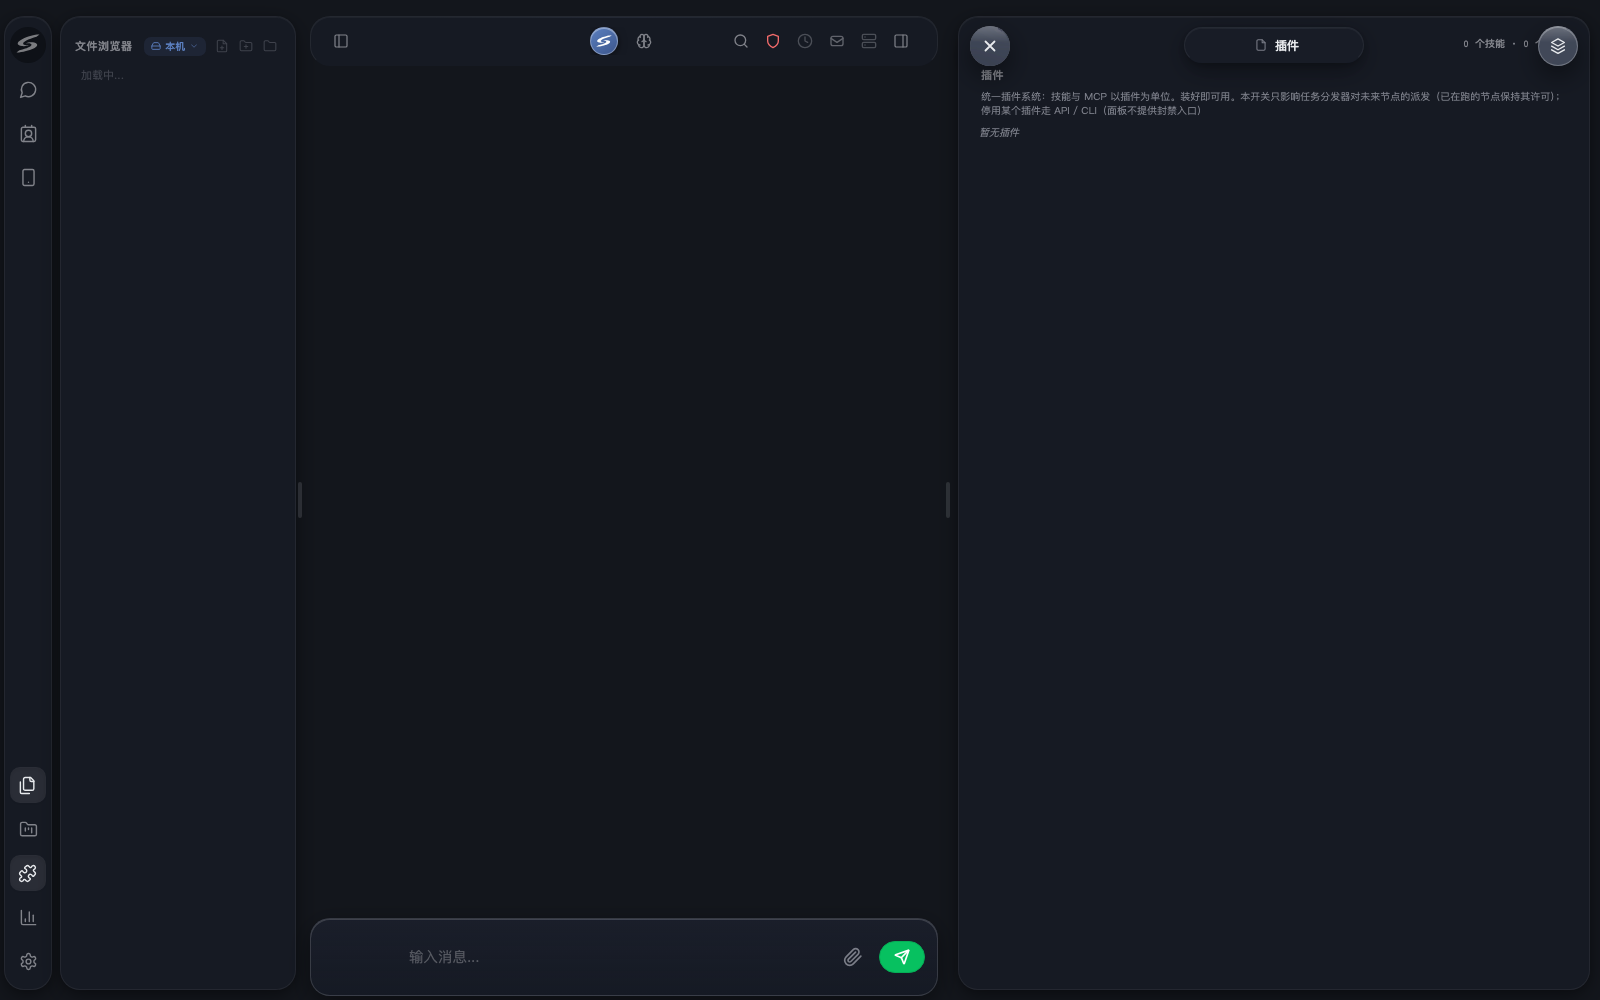 文件浏览器
本机
加载中...
输入消息...
插件
0 个技能 · 0
插件
统一插件系统：技能与 MCP 以插件为单位。装好即可用。本开关只影响任务分发器对未来节点的派发（已在跑的节点保持其许可）；
停用某个插件走 API / CLI（面板不提供封禁入口）
暂无插件